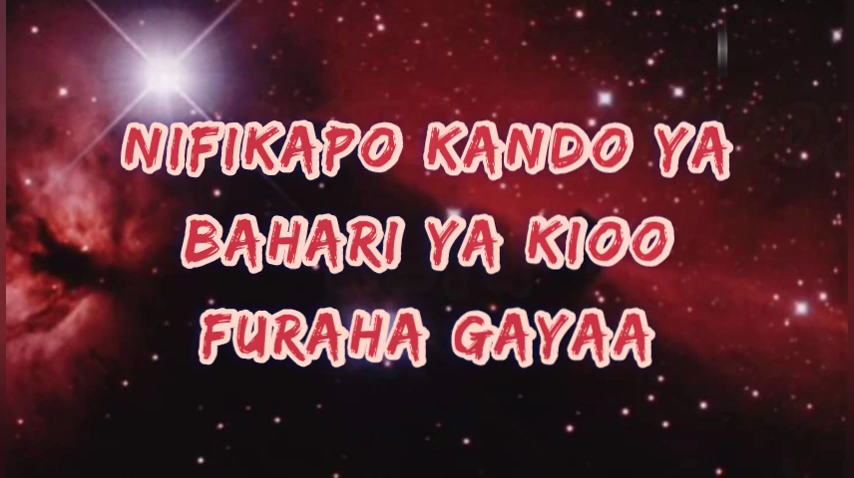 NIFIKAPO KANDO YA
BAHARI YA KIOO
FURAHA GAYAA